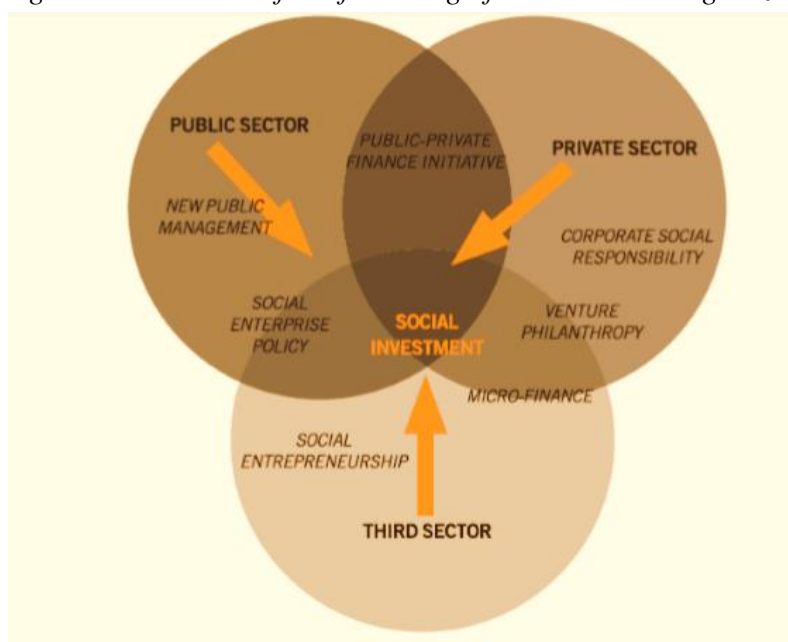 PUBLIC SECTOR
PUBLIC-PRIVATE
FINANCE INITIATIVE
PRIVATE SECTOR
NEW PUBLIC
MANAGEMENT
CORPORATE SOCIAL
RESPONSIBILITY
SOCIAL
ENTERPRISE
POLICY
SOCIAL
INVESTMENT
VENTURE
PHILANTHROPY
MICRO-FINANCE
SOCIAL
ENTREPRENEURSHIP
THIRD SECTOR